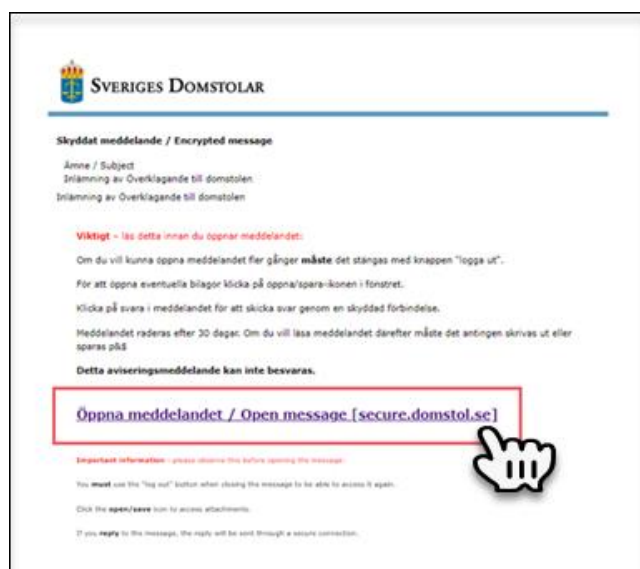 SVERIGES DOMSTOLAR
Skyddat meddelande / Encrypted message
Ämne / Subject
Inlämning av Överklagande till domstolen
Inlämning av Överklagande till domstolen
Viktigt – läs detta innan du öppnar meddelandet:
Om du vill kunna öppna meddelandet fler gånger måste det stängas med knappen "logga ut".
För att öppna eventuella bilagor klicka på öppna/spara-ikonen i fönstret.
Klicka på svara i meddelandet för att skicka svar genom en skyddad förbindelse.
Meddelandet raderas efter 30 dagar. Om du vill läsa meddelandet därefter måste det antingen skrivas ut eller
sparas på&
Detta aviseringsmeddelande kan inte besvaras.
Öppna meddelandet / Open message [secure.domstol.se]
Important information - please observe this before opening the message.
You must use the "log out" button when closing the message to be able to access it again.
Click the open/save icon to access attachments.
If you reply to the message, the reply will be sent through a secure connection.